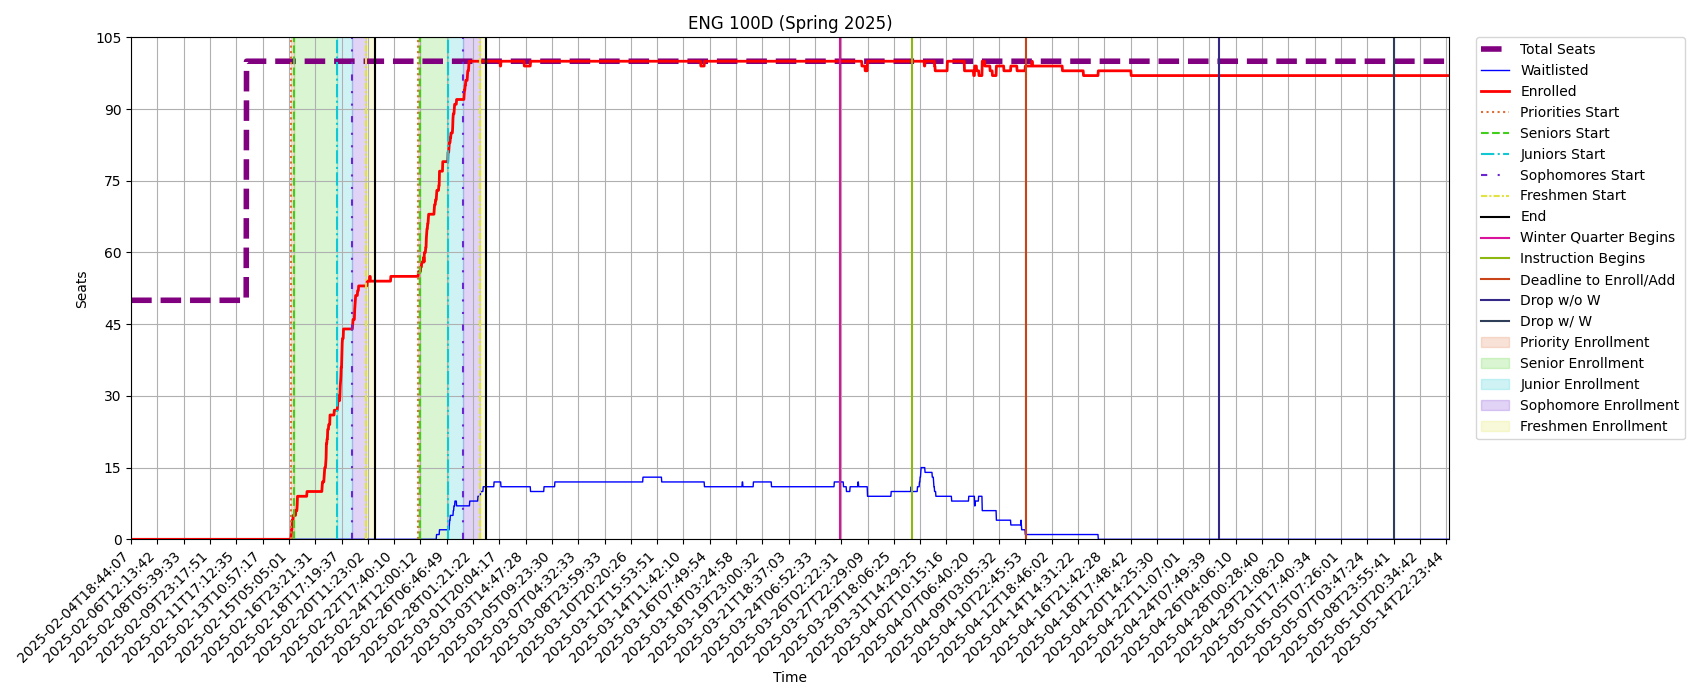 ENG 100D (Spring 2025)
105
90
75
60
45
30
15
0
Seats
2025-02-04T18:44:07
2025-02-06T12:13:42
2025-02-08T05:39:33
2025-02-09T23:17:51
2025-02-11T17:12:35
2025-02-13T10:57:17
2025-02-15T05:05:01
2025-02-16T23:21:31
2025-02-18T17:19:37
2025-02-20T11:23:02
2025-02-22T17:40:10
2025-02-24T12:00:12
2025-02-26T06:46:49
2025-02-28T01:21:22
2025-03-01T20:04:17
2025-03-03T14:47:28
2025-03-05T09:23:30
2025-03-07T04:32:33
2025-03-08T23:59:33
2025-03-10T20:20:26
2025-03-12T15:53:51
2025-03-14T11:42:10
2025-03-16T07:49:54
2025-03-18T03:24:58
2025-03-19T23:00:32
2025-03-21T18:37:03
2025-03-24T06:52:33
2025-03-26T02:22:31
2025-03-27T22:29:09
2025-03-29T18:06:25
2025-03-31T14:29:25
2025-04-02T10:15:16
2025-04-07T06:40:20
2025-04-09T03:05:32
2025-04-10T22:45:53
2025-04-12T18:46:02
2025-04-14T14:31:22
2025-04-16T21:42:28
2025-04-18T17:48:42
2025-04-20T14:25:30
2025-04-22T11:07:01
2025-04-24T07:49:39
2025-04-26T04:06:10
2025-04-28T00:28:40
2025-04-29T21:08:20
2025-05-01T17:40:34
2025-05-05T07:26:01
2025-05-07T03:47:24
2025-05-08T23:55:41
2025-05-10T20:34:42
2025-05-14T22:23:44
Time
Total Seats
Waitlisted
Enrolled
Priorities Start
Seniors Start
Juniors Start
Sophomores Start
Freshmen Start
End
Winter Quarter Begins
Instruction Begins
Deadline to Enroll/Add
Drop w/o W
Drop w/ W
Priority Enrollment
Senior Enrollment
Junior Enrollment
Sophomore Enrollment
Freshmen Enrollment